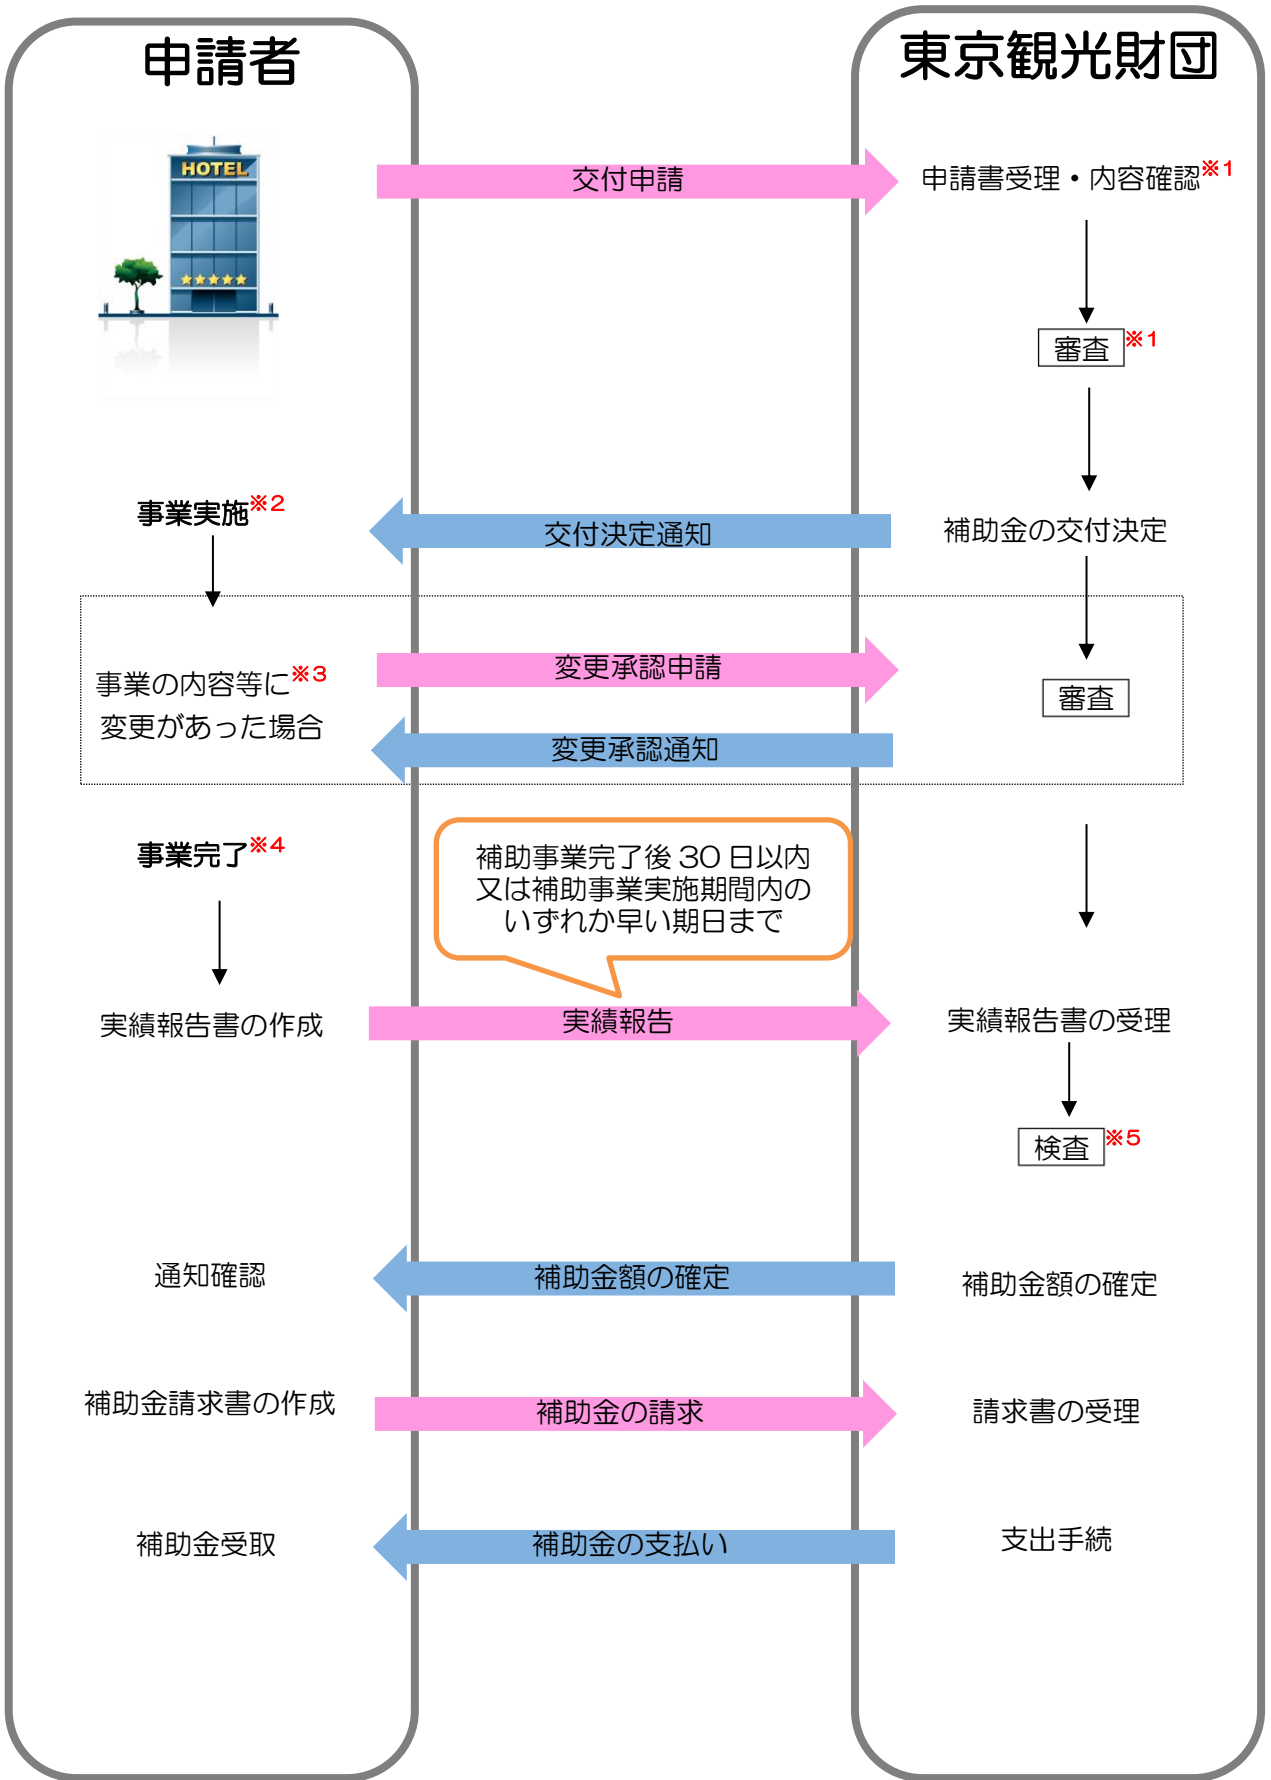 申請者
東京観光財団
HOTEL
交付申請
申請書受理・内容確認※1
審査※1
事業実施※2
交付決定通知
補助金の交付決定
事業の内容等に※3
変更があった場合
変更承認申請
審査
変更承認通知
事業完了※4
補助事業完了後 30 日以内
又は補助事業実施期間内の
いずれか早い期日まで
実績報告書の作成
実績報告
実績報告書の受理
検査※5
通知確認
補助金額の確定
補助金額の確定
補助金請求書の作成
補助金の請求
請求書の受理
補助金受取
補助金の支払い
支出手続